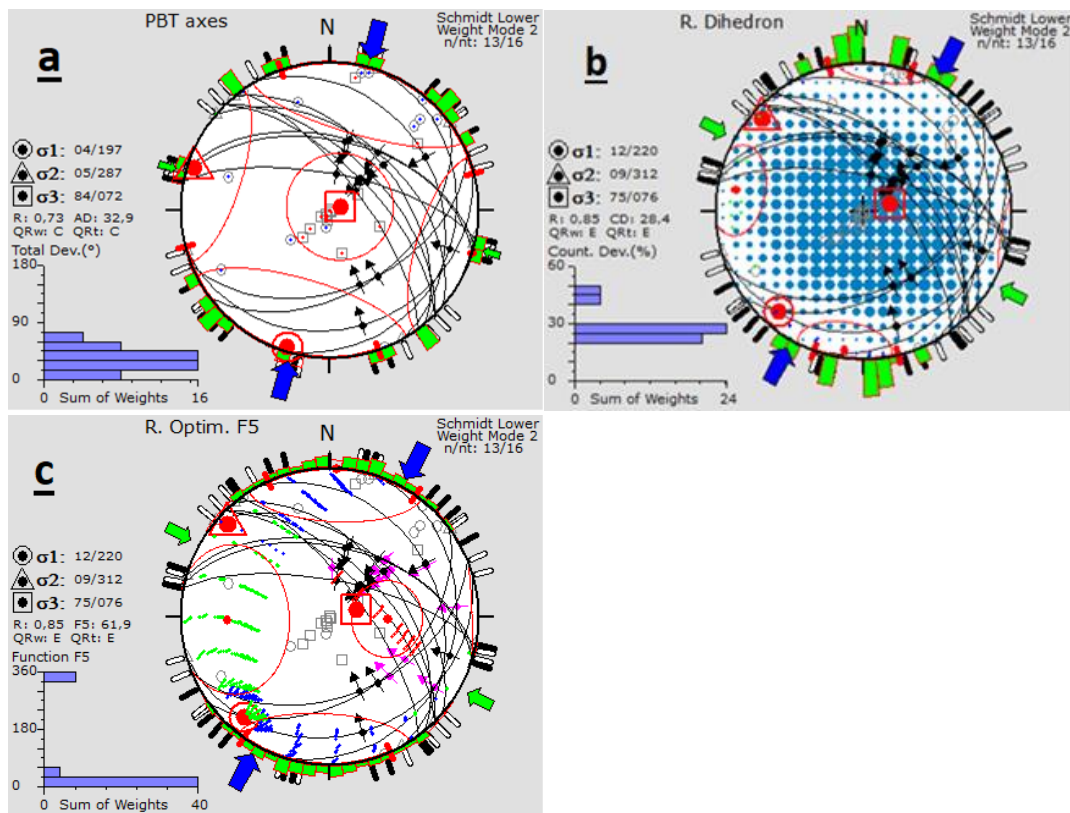 a
PBT axes
N
Schmidt Lower
Weight Mode 2
n/nt: 13/16
σ1: 04/197
σ2: 05/287
σ3: 84/072
R: 0,73 AD: 32,9
QRw: C QRt: C
Total Dev.(°)
180
90
0
0 Sum of Weights 16
b
R. Dihedron
N
Schmidt Lower
Weight Mode 2
n/nt: 13/16
σ1: 12/220
σ2: 09/312
σ3: 75/076
R: 0,85 CD: 28,4
QRw: E QRt: E
Count. Dev.(%)
60
30
0
0 Sum of Weights 24
c
R. Optim. F5
N
Schmidt Lower
Weight Mode 2
n/nt: 13/16
σ1: 12/220
σ2: 09/312
σ3: 75/076
R: 0,85 F5: 61,9
QRw: E QRt: E
Function F5
360
180
0
0 Sum of Weights 40